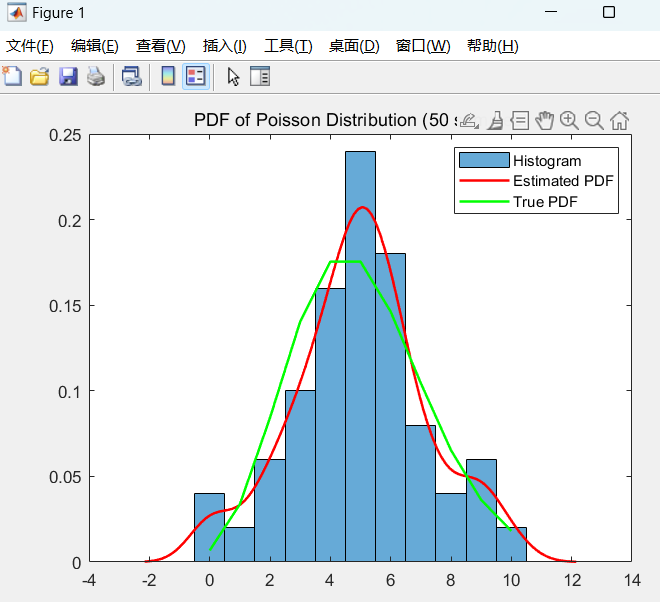 Figure 1
文件(F) 编辑(E) 查看(V) 插入(I) 工具(T) 桌面(D) 窗口(W) 帮助(H)
PDF of Poisson Distribution (50 s
0.25
0.2
0.15
0.1
0.05
0
Histogram
Estimated PDF
True PDF
-4 -2 0 2 4 6 8 10 12 14